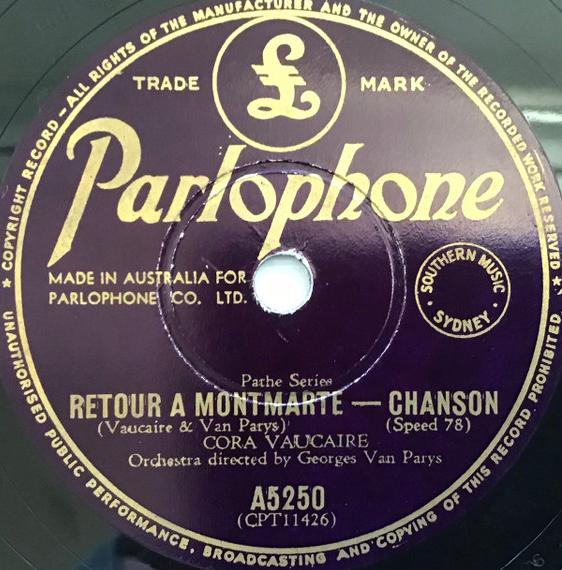 ★ COPYRIGHT RECORD—ALL RIGHTS OF THE MANUFACTURER AND THE OWNER OF THE RECORDED WORK RESERVED ★
£
TRADE MARK
Parlophone
MADE IN AUSTRALIA FOR
PARLOPHONE CO. LTD.
SOUTHERN MUSIC
· SYDNEY ·
Pathe Series
RETOUR A MONTMARTE — CHANSON
(Vaucaire & Van Parys) (Speed 78)
CORA VAUCAIRE
Orchestra directed by Georges Van Parys
A5250
(CPT11426)
UNAUTHORISED PUBLIC PERFORMANCE, BROADCASTING AND COPYING OF THIS RECORD PROHIBITED